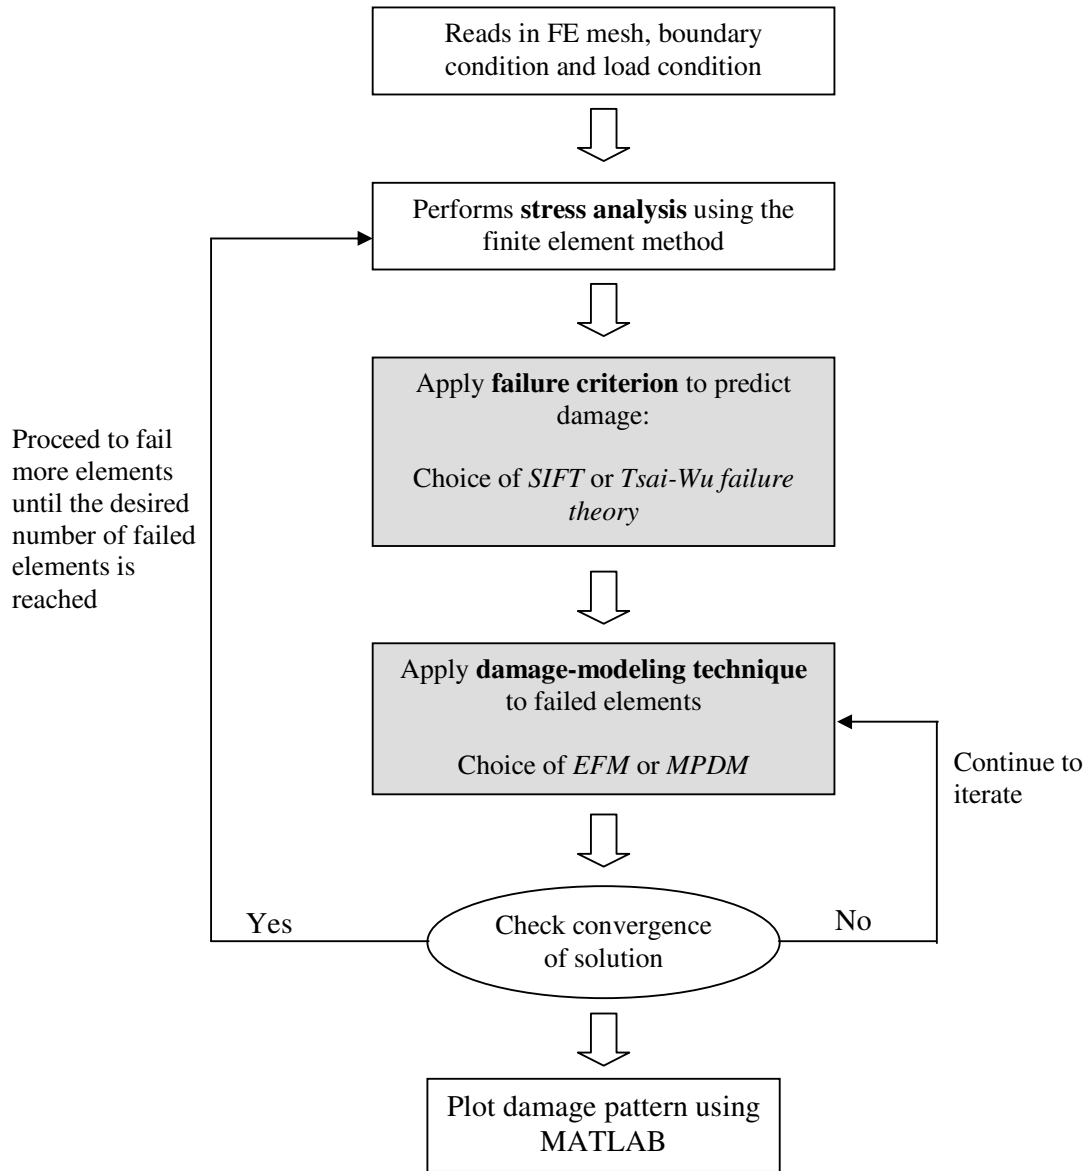 Reads in FE mesh, boundary
condition and load condition
Performs stress analysis using the
finite element method
Apply failure criterion to predict
damage:
Choice of SIFT or Tsai-Wu failure
theory
Proceed to fail
more elements
until the desired
number of failed
elements is
reached
Apply damage-modeling technique
to failed elements
Choice of EFM or MPDM
Continue to
iterate
Yes
Check convergence
of solution
No
Plot damage pattern using
MATLAB